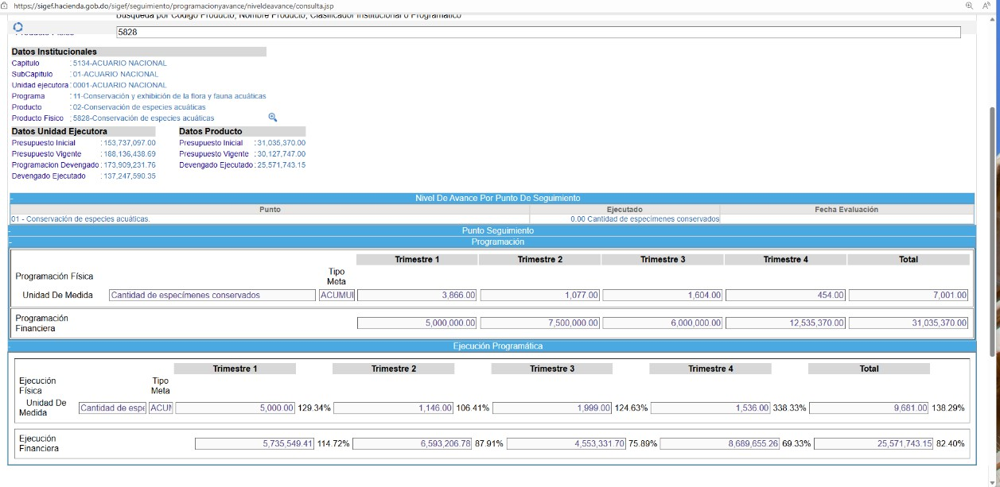 https://sigef.hacienda.gob.do/sigef/seguimiento/programacionyavance/niveldeavance/consulta.jsp
Búsqueda por Código Producto, Nombre Producto, Clasificador Institucional o Programático
Producto Físico 5828
Datos Institucionales
Capítulo : 5134-ACUARIO NACIONAL
SubCapítulo : 01-ACUARIO NACIONAL
Unidad ejecutora : 0001-ACUARIO NACIONAL
Programa : 11-Conservación y exhibición de la flora y fauna acuáticas
Producto : 02-Conservación de especies acuáticas
Producto Físico : 5828-Conservación de especies acuáticas
Datos Unidad Ejecutora Datos Producto
Presupuesto Inicial : 153,737,097.00 Presupuesto Inicial : 31,035,370.00
Presupuesto Vigente : 188,136,438.69 Presupuesto Vigente : 30,127,747.00
Programacion Devengado : 173,909,231.76 Devengado Ejecutado : 25,571,743.15
Devengado Ejecutado : 137,247,590.35
Nivel De Avance Por Punto De Seguimiento
Punto Ejecutado Fecha Evaluación
01 - Conservación de especies acuáticas. 0.00 Cantidad de especímenes conservados
Punto Seguimiento
Programación
Trimestre 1 Trimestre 2 Trimestre 3 Trimestre 4 Total
Programación Física Tipo Meta
Unidad De Medida Cantidad de especímenes conservados ACUMUL 3,866.00 1,077.00 1,604.00 454.00 7,001.00
Programación Financiera 5,000,000.00 7,500,000.00 6,000,000.00 12,535,370.00 31,035,370.00
Ejecución Programática
Trimestre 1 Trimestre 2 Trimestre 3 Trimestre 4 Total
Ejecución Física Tipo Meta
Unidad De Medida Cantidad de espe ACUM 5,000.00 129.34% 1,146.00 106.41% 1,999.00 124.63% 1,536.00 338.33% 9,681.00 138.29%
Ejecución Financiera 5,735,549.41 114.72% 6,593,206.78 87.91% 4,553,331.70 75.89% 8,689,655.26 69.33% 25,571,743.15 82.40%